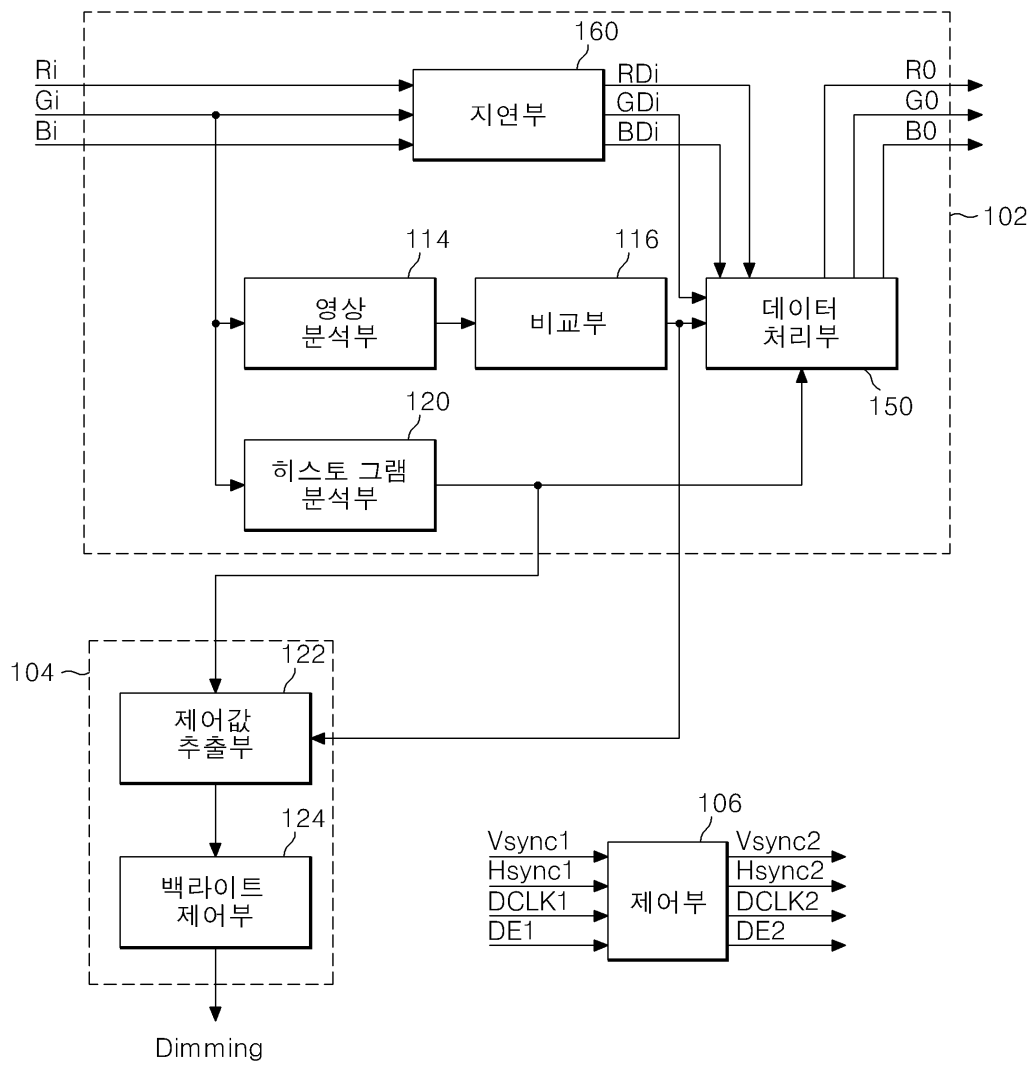 160
Ri
Gi
Bi
지연부
RDi
GDi
BDi
R0
G0
B0
102
114
영상
분석부
116
비교부
데이터
처리부
150
120
히스토 그램
분석부
104
122
제어값
추출부
124
백라이트
제어부
Dimming
106
Vsync1
Hsync1
DCLK1
DE1
제어부
Vsync2
Hsync2
DCLK2
DE2